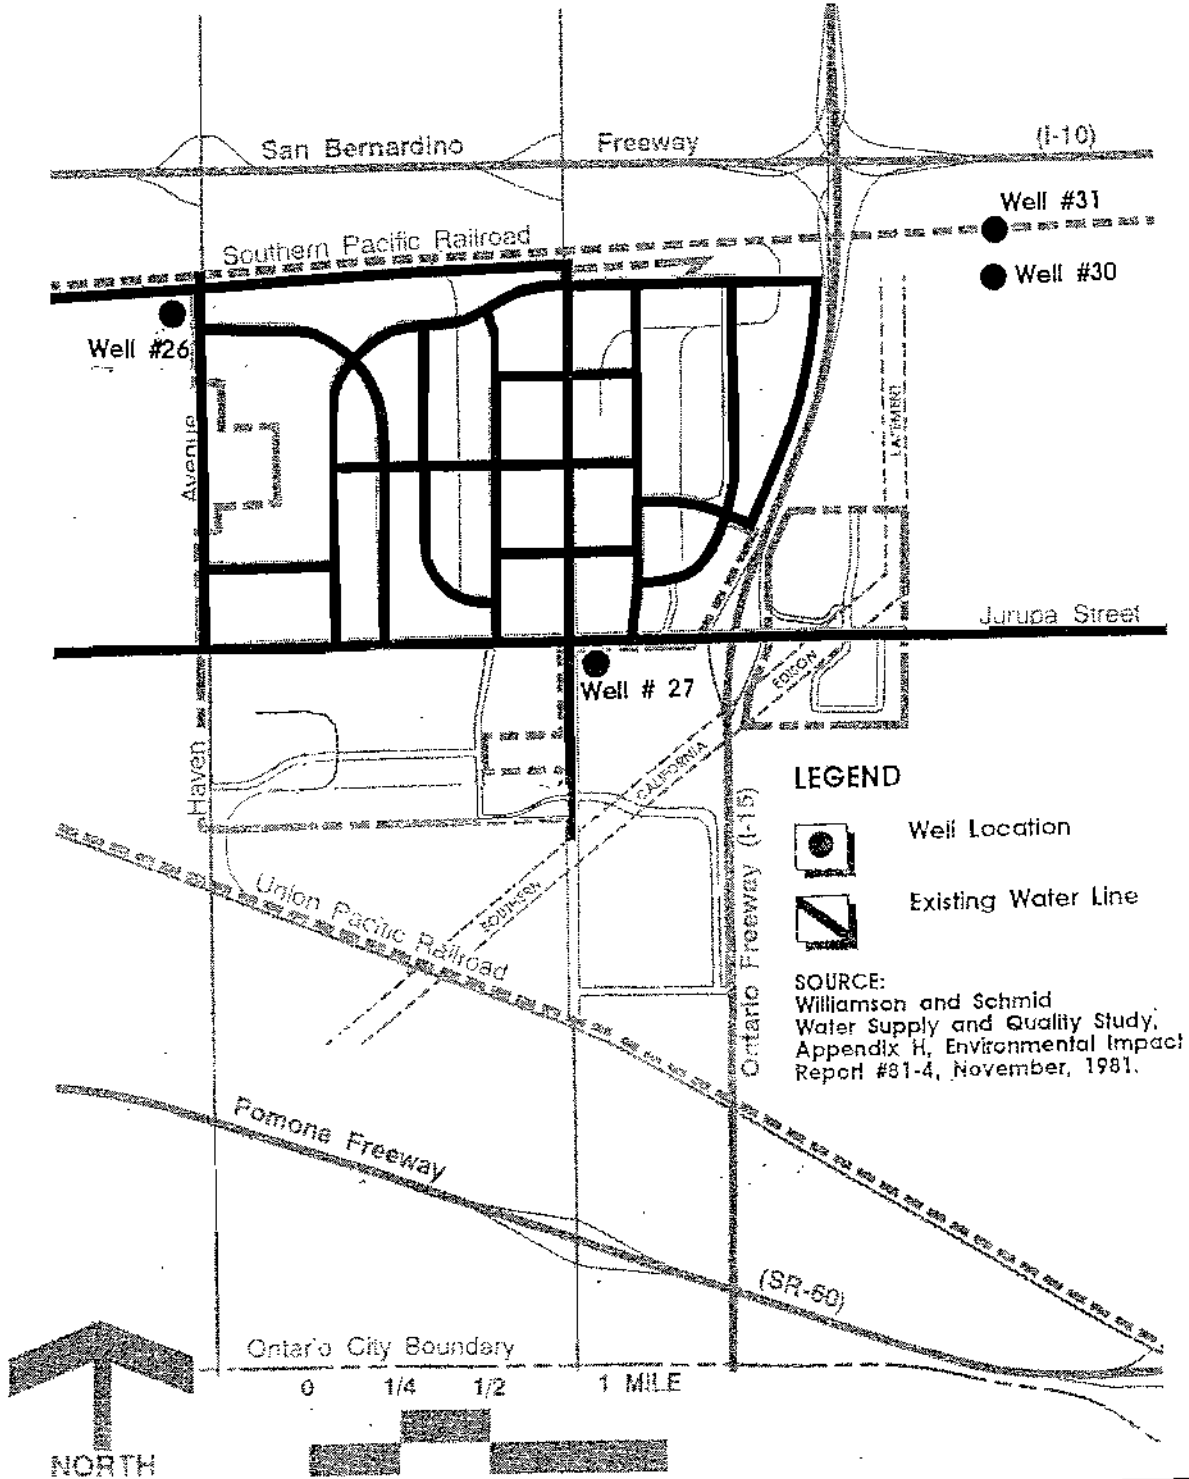 San Bernardino Freeway (I-10)
Well #31
Southern Pacific Railroad
Well #30
Well #26
Avenue
EASEMENT
Jurupa Street
Well # 27
EDISON
CALIFORNIA
SOUTHERN
Haven
LEGEND
Well Location
Existing Water Line
Union Pacific Railroad
Ontario Freeway (I-15)
SOURCE:
Williamson and Schmid
Water Supply and Quality Study,
Appendix H, Environmental Impact
Report #81-4, November, 1981.
Pomona Freeway
(SR-60)
Ontario City Boundary
0 1/4 1/2 1 MILE
NORTH